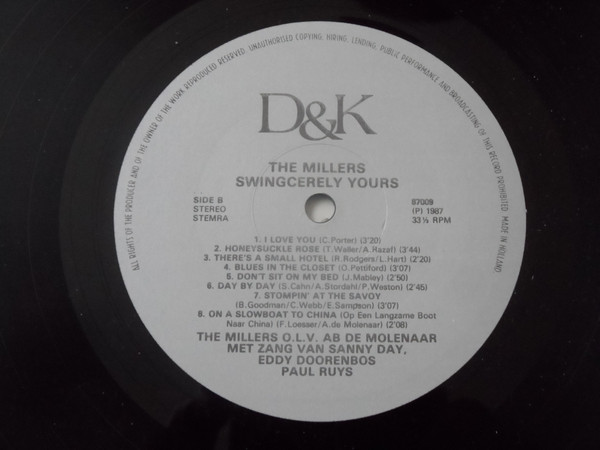 ALL RIGHTS OF THE PRODUCER AND OF THE OWNER OF THE WORK REPRODUCED RESERVED. UNAUTHORISED COPYING, HIRING, LENDING, PUBLIC PERFORMANCE AND BROADCASTING OF THIS RECORD PROHIBITED. MADE IN HOLLAND
D&K
THE MILLERS
SWINGCERELY YOURS
SIDE B
STEREO
STEMRA
87009
(P) 1987
33⅓ RPM
1. I LOVE YOU (C.Porter) (3'20)
2. HONEYSUCKLE ROSE (T.Weller/A.Razaf) (3'44)
3. THERE'S A SMALL HOTEL (R.Rodgers/L.Hart) (2'20)
4. BLUES IN THE CLOSET (O.Pettiford) (3'07)
5. DON'T SIT ON MY BED (J.Mabley) (2'50)
6. DAY BY DAY (S.Cahn/A.Stordahl/P.Weston) (2'45)
7. STOMPIN' AT THE SAVOY
(B.Goodman/C.Webb/E.Sampson) (3'07)
8. ON A SLOWBOAT TO CHINA (Op Een Langzame Boot
Naar China) (F.Loesser/A.de Molenaar) (2'08)
THE MILLERS O.L.V. AB DE MOLENAAR
MET ZANG VAN SANNY DAY,
EDDY DOORENBOS
PAUL RUYS